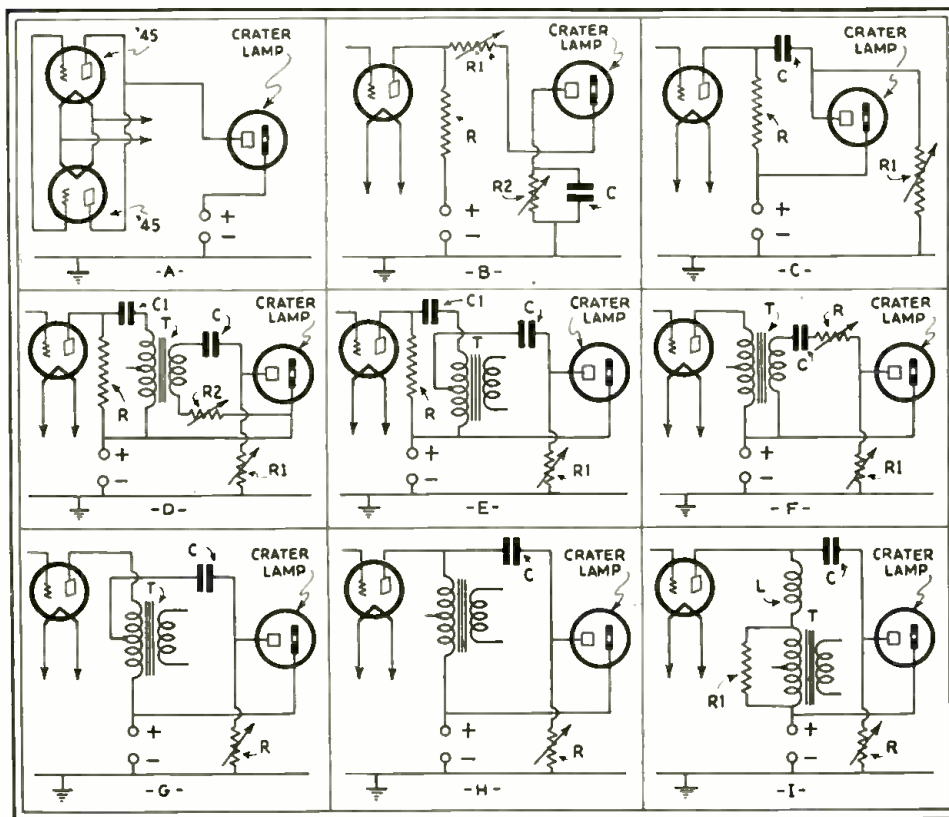 '45
CRATER
LAMP
+
−
'45
-A-
CRATER
LAMP
R1
R
R2
C
+
−
-B-
CRATER
LAMP
C
R
R1
+
−
-C-
C1
T
C
CRATER
LAMP
R
R2
+
−
R1
-D-
C1
T
C
CRATER
LAMP
R
+
−
R1
-E-
T
R
C
CRATER
LAMP
+
−
R1
-F-
C
T
CRATER
LAMP
+
−
R
-G-
C
CRATER
LAMP
+
−
R
-H-
L
C
T
CRATER
LAMP
R1
+
−
R
-I-